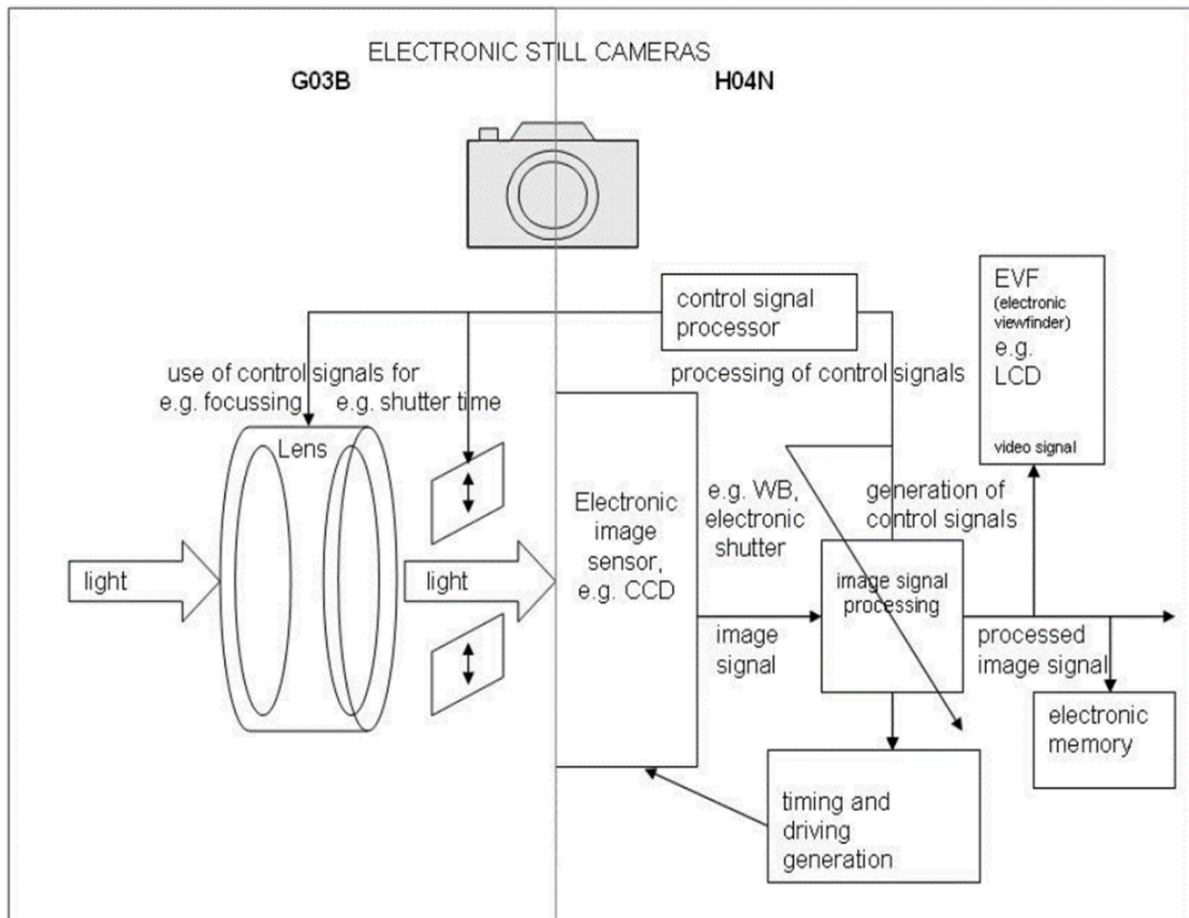 ELECTRONIC STILL CAMERAS
G03B
H04N
control signal
processor
EVF
(electronic
viewfinder)
e.g.
LCD
video signal
use of control signals for
e.g. focussing
e.g. shutter time
processing of control signals
Lens
light
light
Electronic
image
sensor,
e.g. CCD
e.g. WB,
electronic
shutter
generation of
control signals
image signal
processing
image
signal
processed
image signal
electronic
memory
timing and
driving
generation